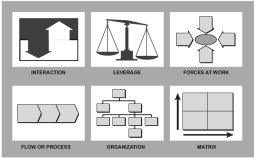 INTERACTION
LEVERAGE
FORCES AT WORK
FLOW OR PROCESS
ORGANIZATION
MATRIX